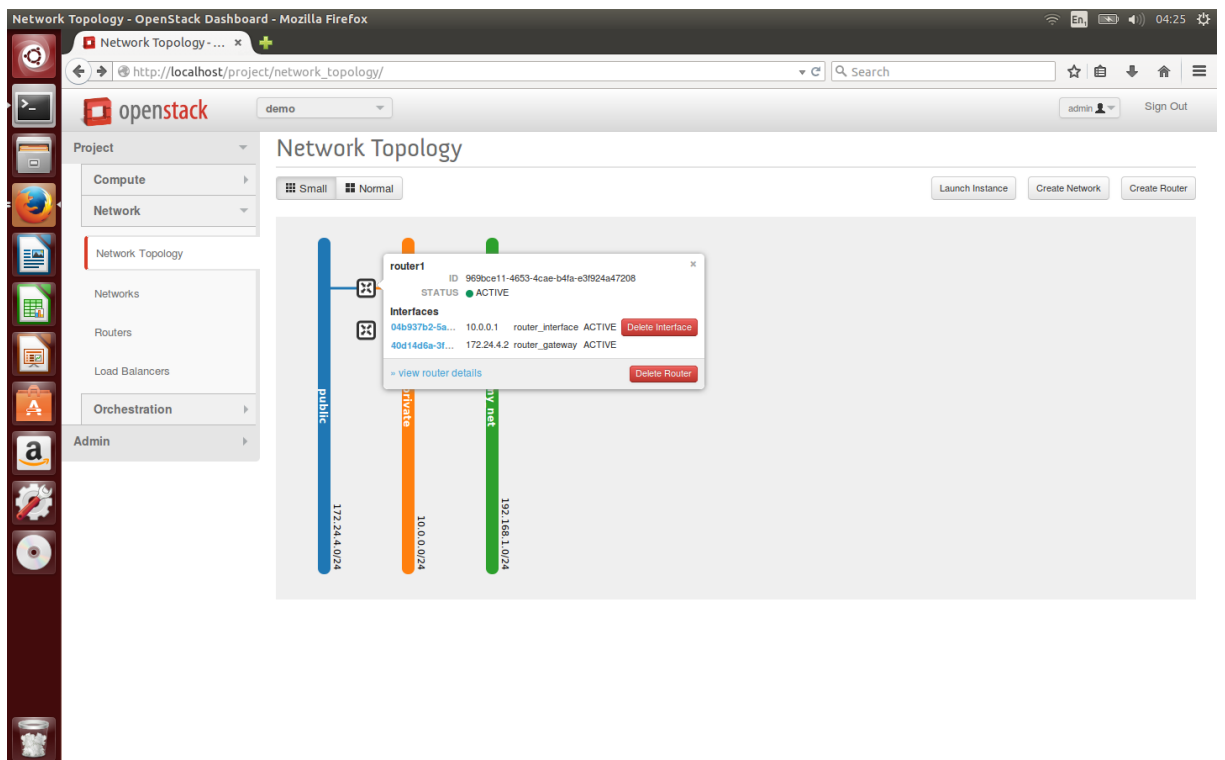 Network Topology - OpenStack Dashboard - Mozilla Firefox
En1 04:25
Network Topology - ... ×
http://localhost/project/network_topology/
Search
openstack
demo
admin
Sign Out
Project
Compute
Network
Network Topology
Networks
Routers
Load Balancers
Orchestration
Admin
Network Topology
Small Normal
Launch Instance Create Network Create Router
router1 ×
ID 969bce11-4653-4cae-b4fa-e3f924a47208
STATUS ACTIVE
Interfaces
04b937b2-5a... 10.0.0.1 router_interface ACTIVE Delete Interface
40d14d6a-3f... 172.24.4.2 router_gateway ACTIVE
» view router details Delete Router
public
172.24.4.0/24
private
10.0.0.0/24
192.168.1.0/24